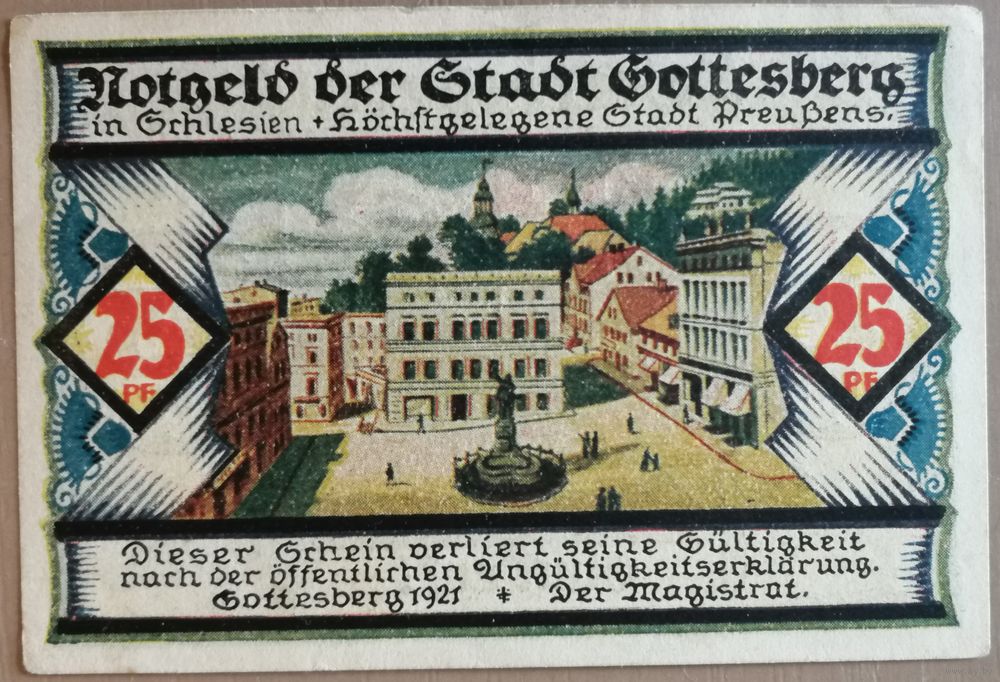 Notgeld der Stadt Gottesberg
in Schlesien + Höchstgelegene Stadt Preußens.
25
PF
25
PF
Dieser Schein verliert seine Gültigkeit
nach der öffentlichen Ungültigkeitserklärung.
Gottesberg 1921 * Der Magistrat.